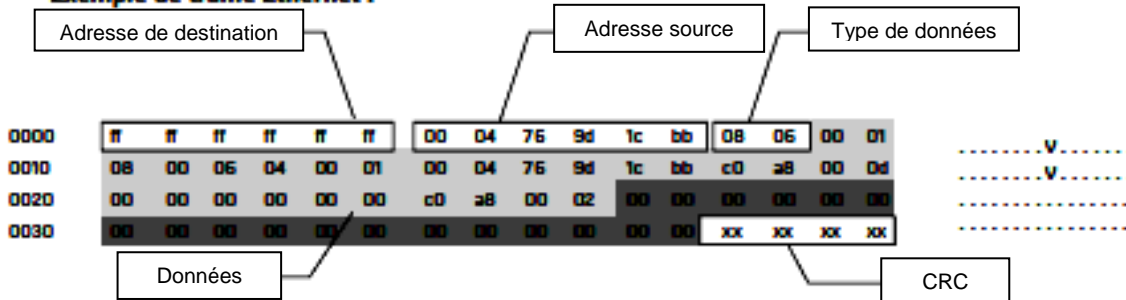 Exemple de trame Ethernet :
Adresse de destination
Adresse source
Type de données
0000 ff ff ff ff ff ff 00 04 76 9d 1c bb 08 06 00 01 ........v......
0010 08 00 06 04 00 01 00 04 76 9d 1c bb c0 a8 00 0d ........v......
0020 00 00 00 00 00 00 c0 a8 00 02 00 00 00 00 00 00 ...............
0030 00 00 00 00 00 00 00 00 00 00 00 00 xx xx xx xx ...............
Données
CRC